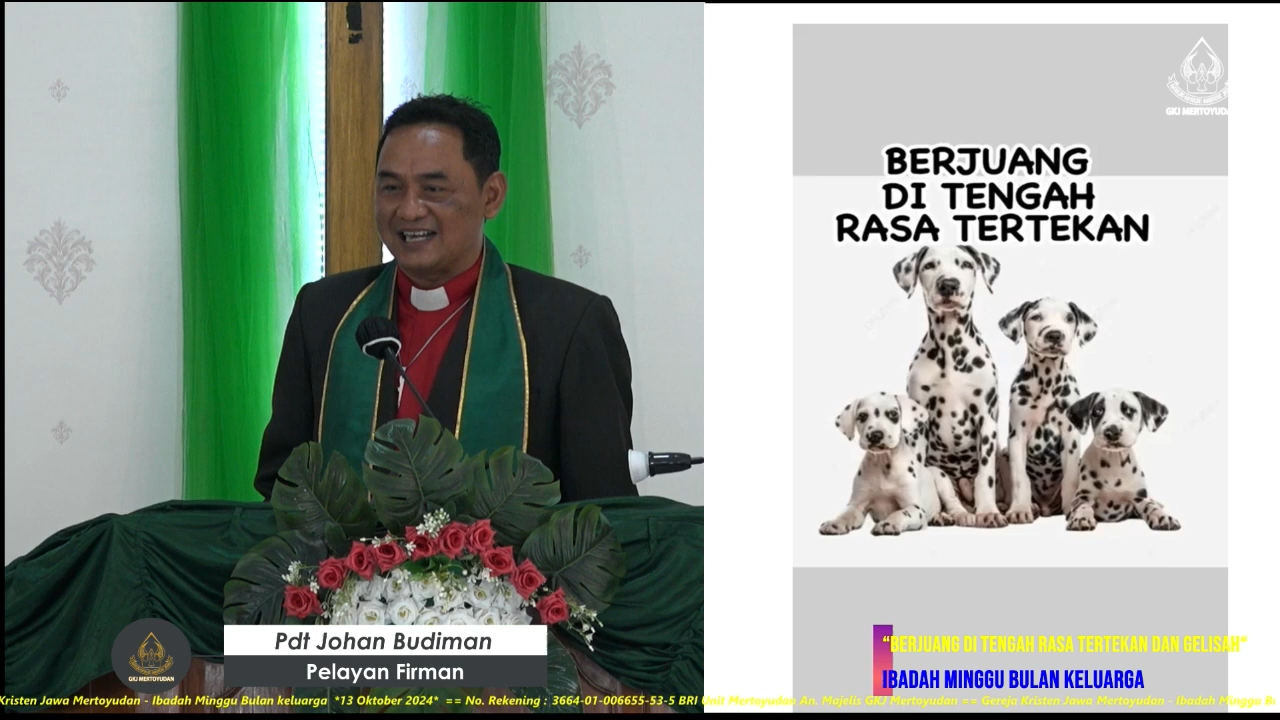 GKJ MERTOYUDAN
BERJUANG
DI TENGAH
RASA TERTEKAN
Pdt Johan Budiman
Pelayan Firman
GKJ MERTOYUDAN
“BERJUANG DI TENGAH RASA TERTEKAN DAN GELISAH“
IBADAH MINGGU BULAN KELUARGA
Kristen Jawa Mertoyudan - Ibadah Minggu Bulan keluarga *13 Oktober 2024* == No. Rekening : 3664-01-006655-53-5 BRI Unit Mertoyudan An. Majelis GKJ Mertoyudan == Gereja Kristen Jawa Mertoyudan - Ibadah Minggu